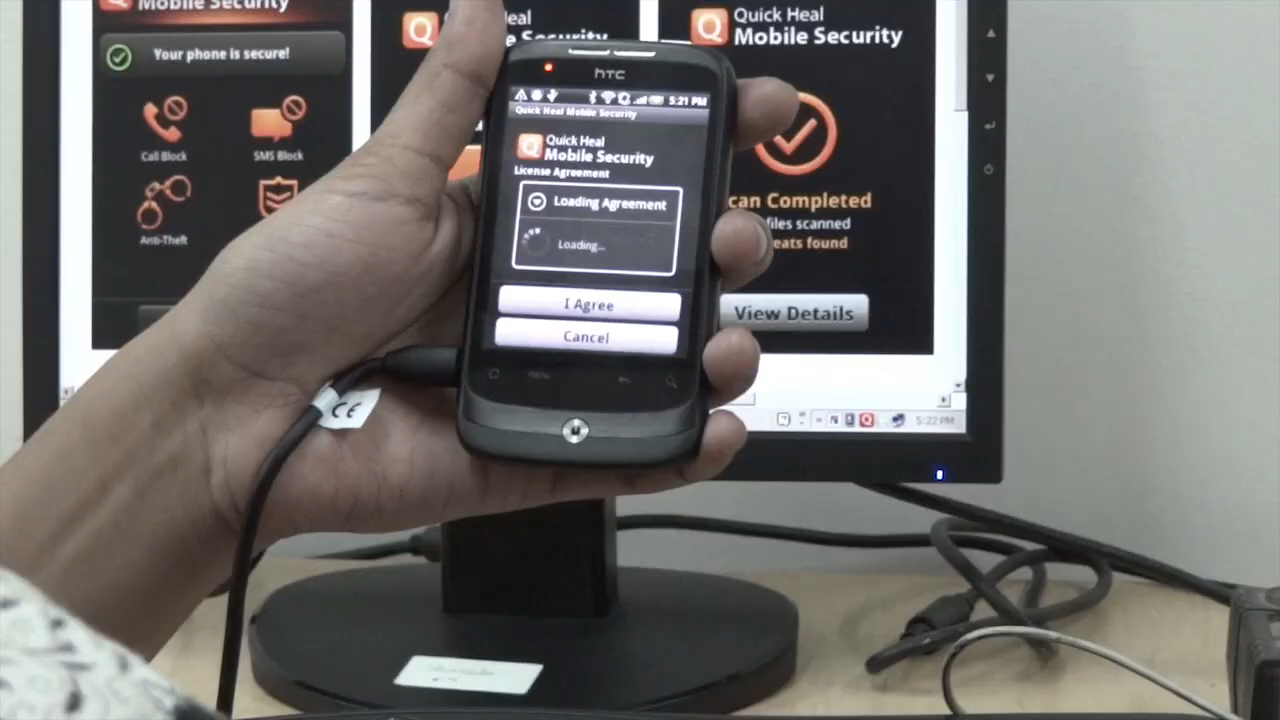 Mobile Security
Your phone is secure!
Call Block
SMS Block
Anti-Theft
Q
Security
Q
Quick Heal
Mobile Security
Completed
files scanned
found
View Details
5:22 PM
hTC
5:21 PM
Quick Heal Mobile Security
Q
Quick Heal
Mobile Security
License Agreement
Loading Agreement
Loading...
I Agree
Cancel
CE